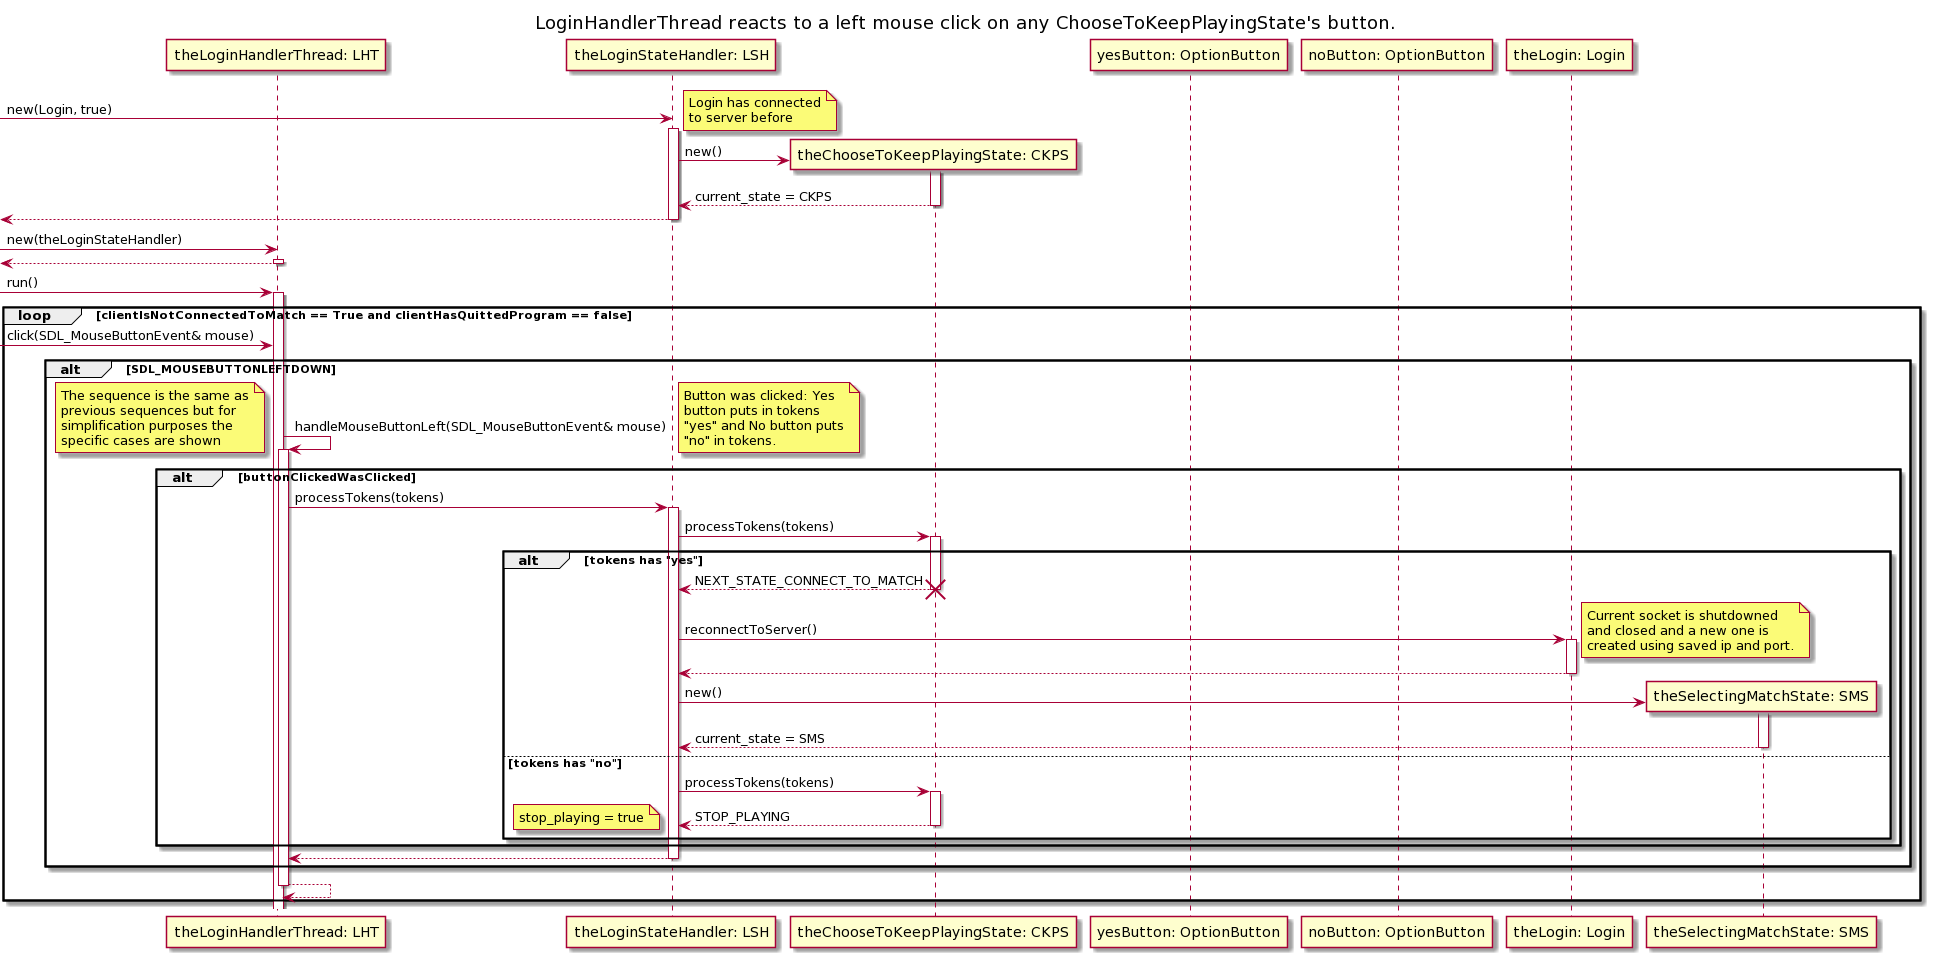 LoginHandlerThread reacts to a left mouse click on any ChooseToKeepPlayingState's button.
theLoginHandlerThread: LHT
theLoginStateHandler: LSH
yesButton: OptionButton
noButton: OptionButton
theLogin: Login
new(Login, true)
Login has connected
to server before
new()
theChooseToKeepPlayingState: CKPS
current_state = CKPS
new(theLoginStateHandler)
run()
loop
[clientIsNotConnectedToMatch == True and clientHasQuittedProgram == false]
click(SDL_MouseButtonEvent& mouse)
alt
[SDL_MOUSEBUTTONLEFTDOWN]
The sequence is the same as
previous sequences but for
simplification purposes the
specific cases are shown
handleMouseButtonLeft(SDL_MouseButtonEvent& mouse)
Button was clicked: Yes
button puts in tokens
"yes" and No button puts
"no" in tokens.
alt
[buttonClickedWasClicked]
processTokens(tokens)
processTokens(tokens)
alt
[tokens has "yes"]
NEXT_STATE_CONNECT_TO_MATCH
reconnectToServer()
Current socket is shutdowned
and closed and a new one is
created using saved ip and port.
new()
theSelectingMatchState: SMS
current_state = SMS
[tokens has "no"]
processTokens(tokens)
stop_playing = true
STOP_PLAYING
theLoginHandlerThread: LHT
theLoginStateHandler: LSH
theChooseToKeepPlayingState: CKPS
yesButton: OptionButton
noButton: OptionButton
theLogin: Login
theSelectingMatchState: SMS